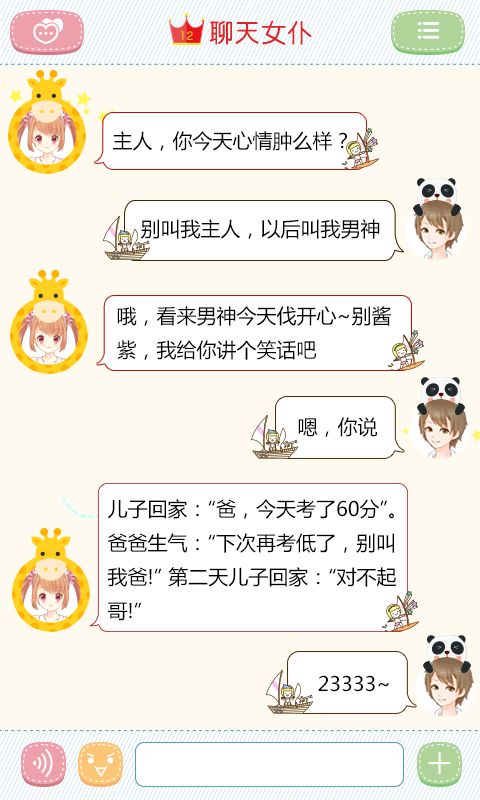 12
聊天女仆
主人，你今天心情肿么样？
别叫我主人，以后叫我男神
哦，看来男神今天伐开心~别酱
紫，我给你讲个笑话吧
嗯，你说
儿子回家：“爸，今天考了60分”。
爸爸生气：“下次再考低了，别叫
我爸!” 第二天儿子回家：“对不起
哥!”
23333~